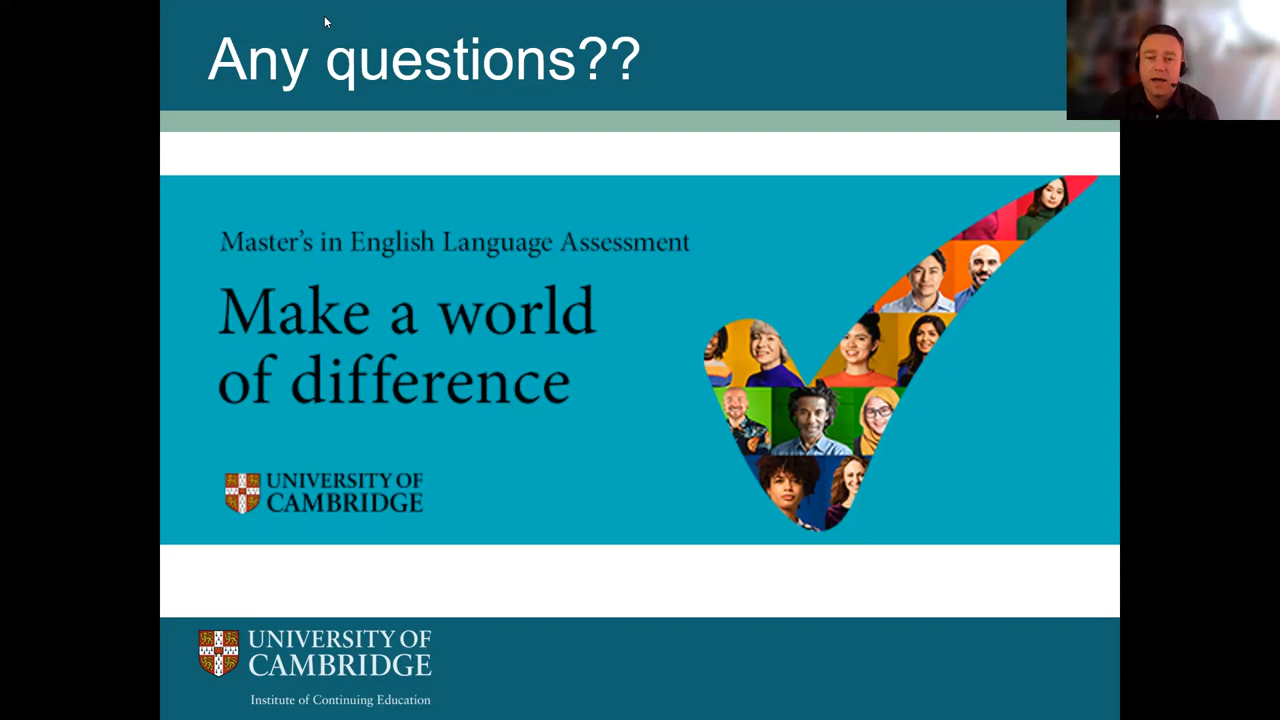 Any questions??
Master's in English Language Assessment
Make a world
of difference
UNIVERSITY OF
CAMBRIDGE
UNIVERSITY OF
CAMBRIDGE
Institute of Continuing Education